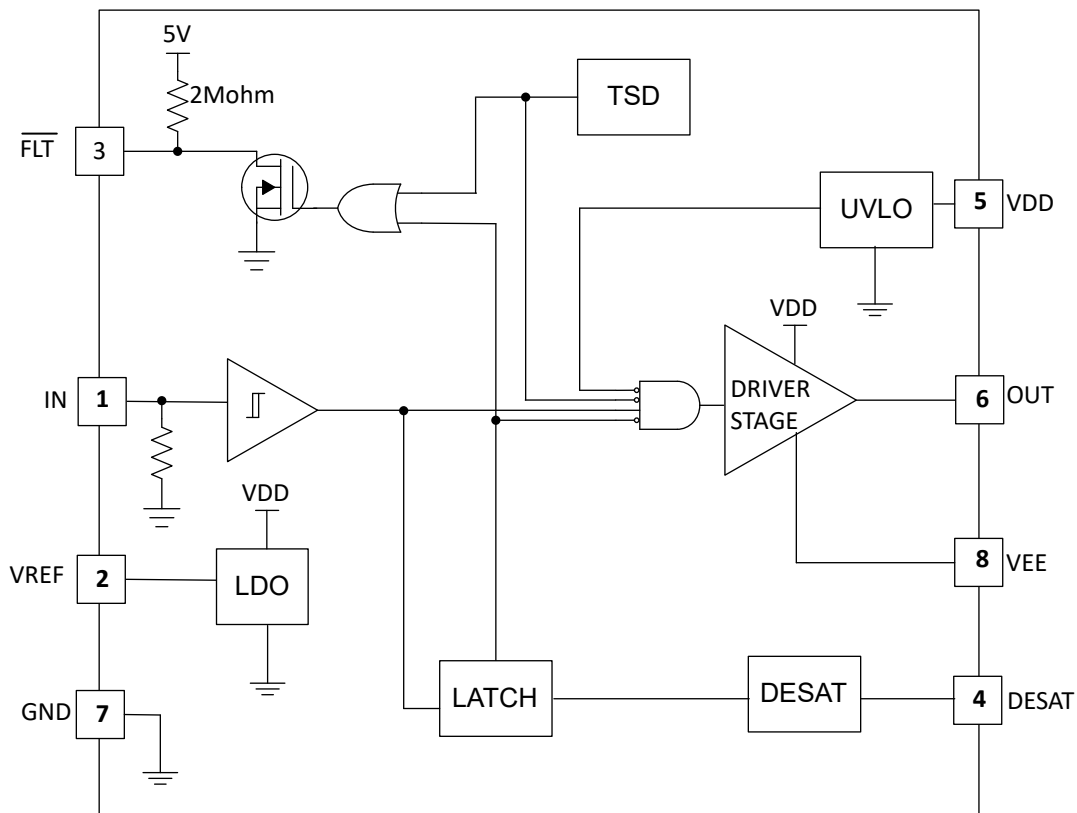 5V
2Mohm
TSD
FLT
3
UVLO
5
VDD
VDD
IN
1
DRIVER
STAGE
6
OUT
VDD
VREF
2
LDO
8
VEE
GND
7
LATCH
DESAT
4
DESAT